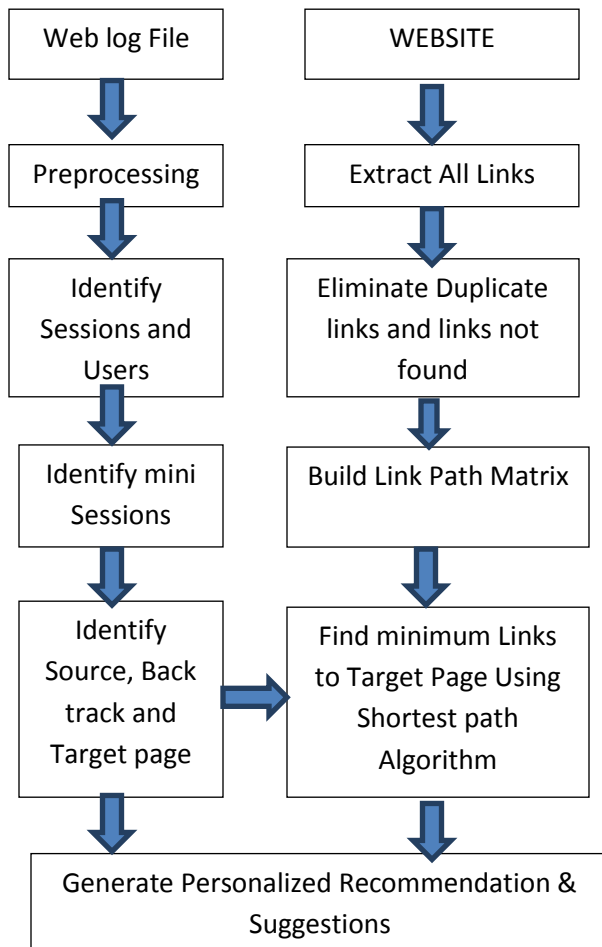 Web log File
WEBSITE
Preprocessing
Extract All Links
Identify
Sessions and
Users
Eliminate Duplicate
links and links not
found
Identify mini
Sessions
Build Link Path Matrix
Identify
Source, Back
track and
Target page
Find minimum Links
to Target Page Using
Shortest path
Algorithm
Generate Personalized Recommendation &
Suggestions